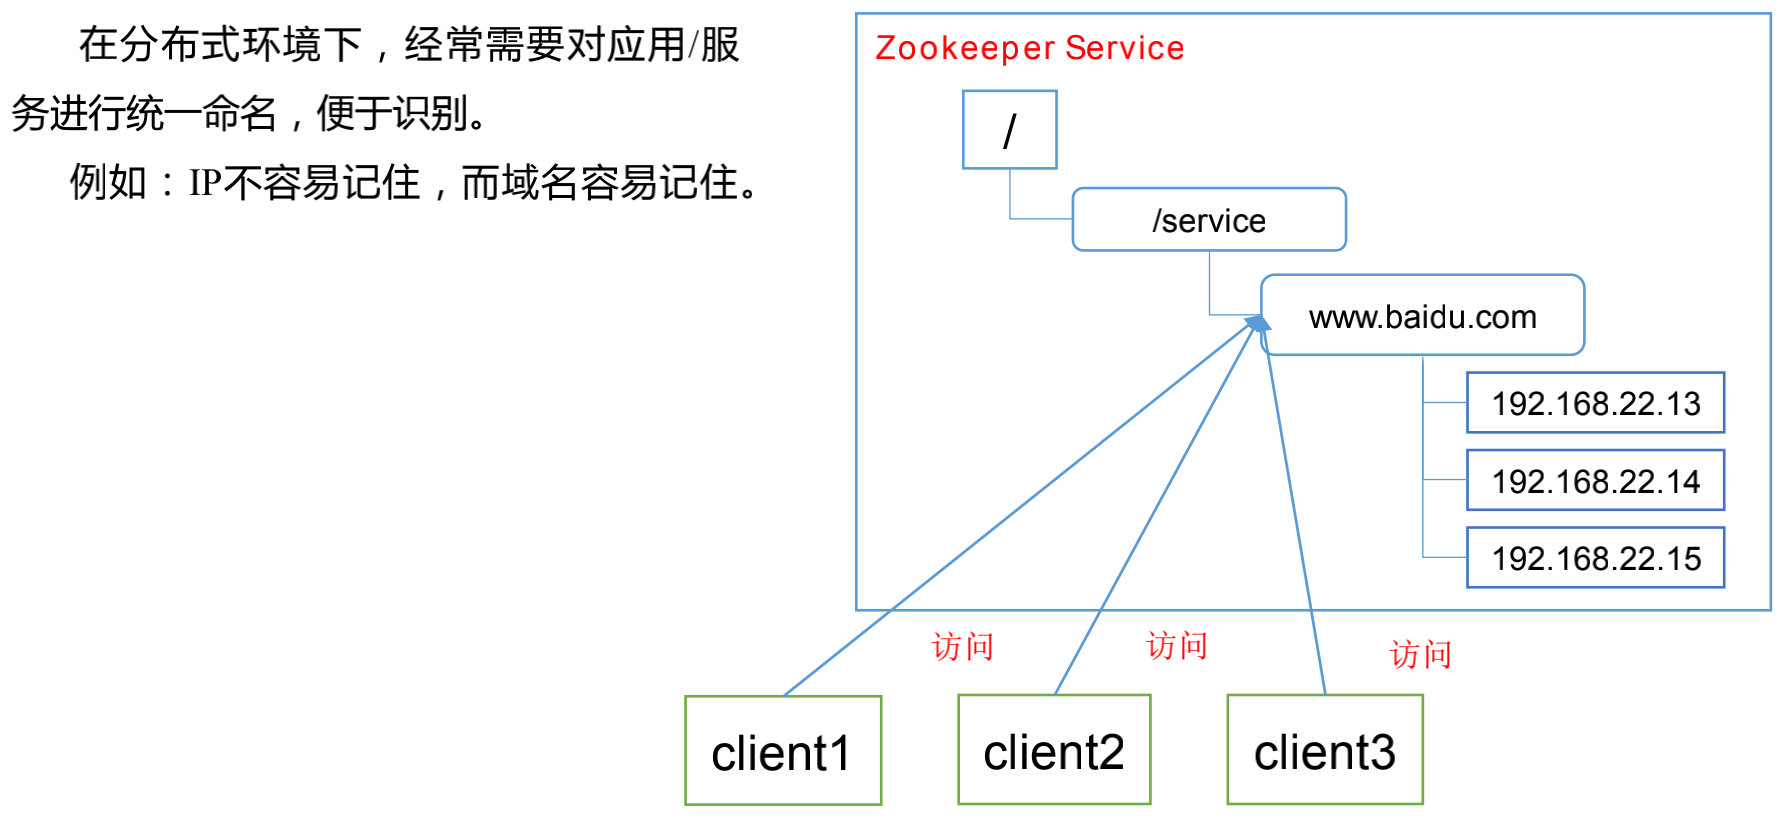 在分布式环境下，经常需要对应用/服
务进行统一命名，便于识别。
例如：IP不容易记住，而域名容易记住。
Zookeeper Service
/
/service
www.baidu.com
192.168.22.13
192.168.22.14
192.168.22.15
访问
访问
访问
client1
client2
client3